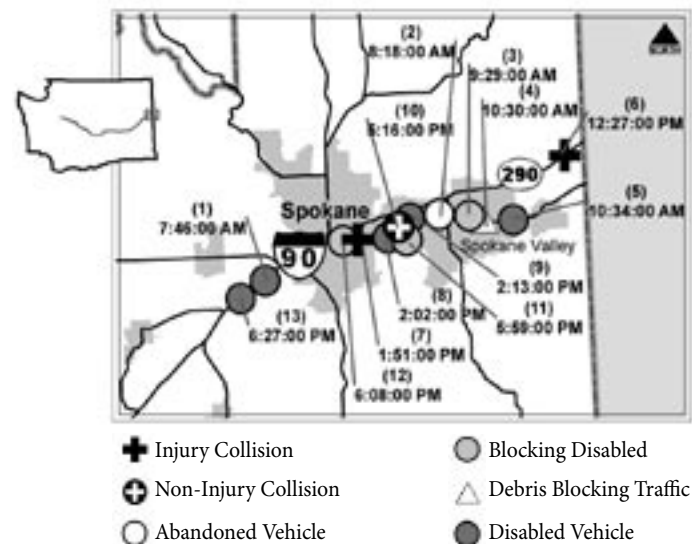 (2)
8:18:00 AM
(3)
9:29:00 AM
(4)
10:30:00 AM
NORTH
(10)
5:16:00 PM
(6)
12:27:00 PM
290
(1)
7:46:00 AM
Spokane
(5)
10:34:00 AM
90
Spokane Valley
(9)
2:13:00 PM
(8)
2:02:00 PM
(11)
5:59:00 PM
(13)
6:27:00 PM
(7)
1:51:00 PM
(12)
6:08:00 PM
Injury Collision
Blocking Disabled
Non-Injury Collision
Debris Blocking Traffic
Abandoned Vehicle
Disabled Vehicle